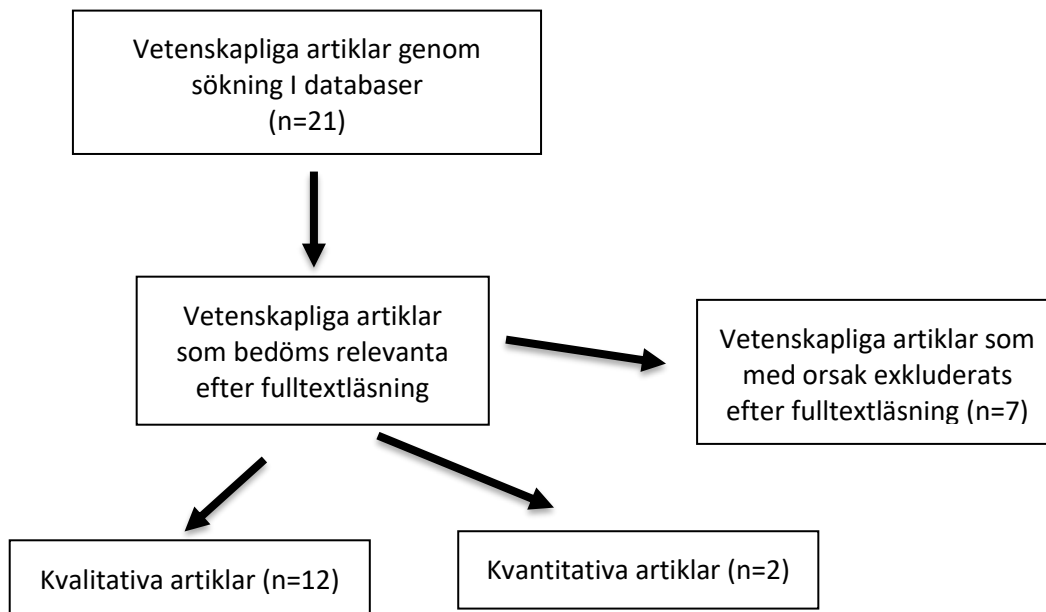 Vetenskapliga artiklar genom
sökning I databaser
(n=21)
Vetenskapliga artiklar
som bedöms relevanta
efter fulltextläsning
Vetenskapliga artiklar som
med orsak exkluderats
efter fulltextläsning (n=7)
Kvalitativa artiklar (n=12)
Kvantitativa artiklar (n=2)